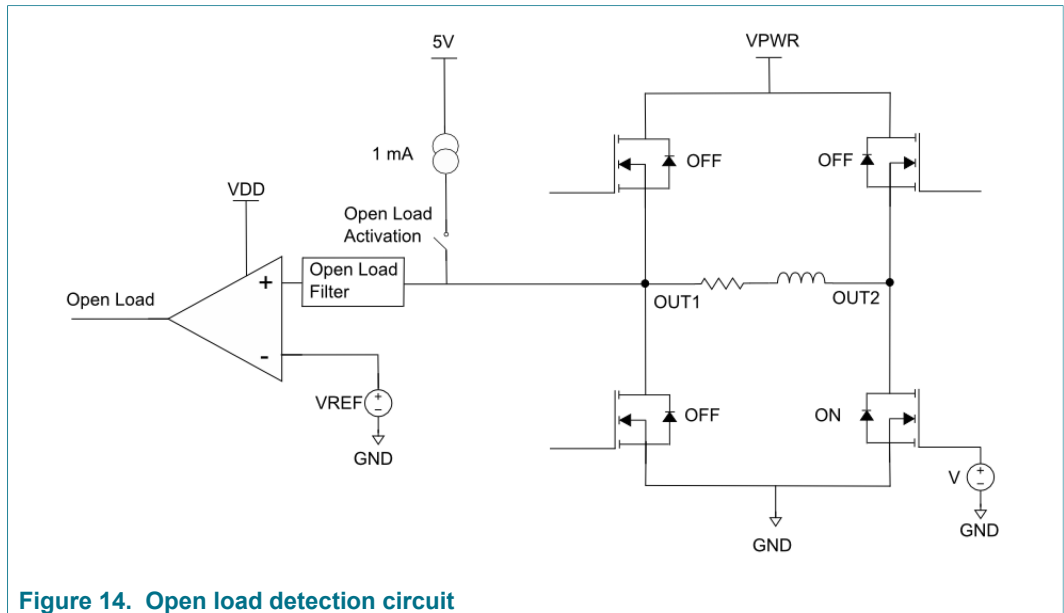 5V
VPWR
1 mA
OFF
OFF
VDD
Open Load
Activation
Open Load
Filter
+
Open Load
OUT1
OUT2
-
VREF
+
−
GND
OFF
ON
V
+
−
GND
GND
Figure 14. Open load detection circuit